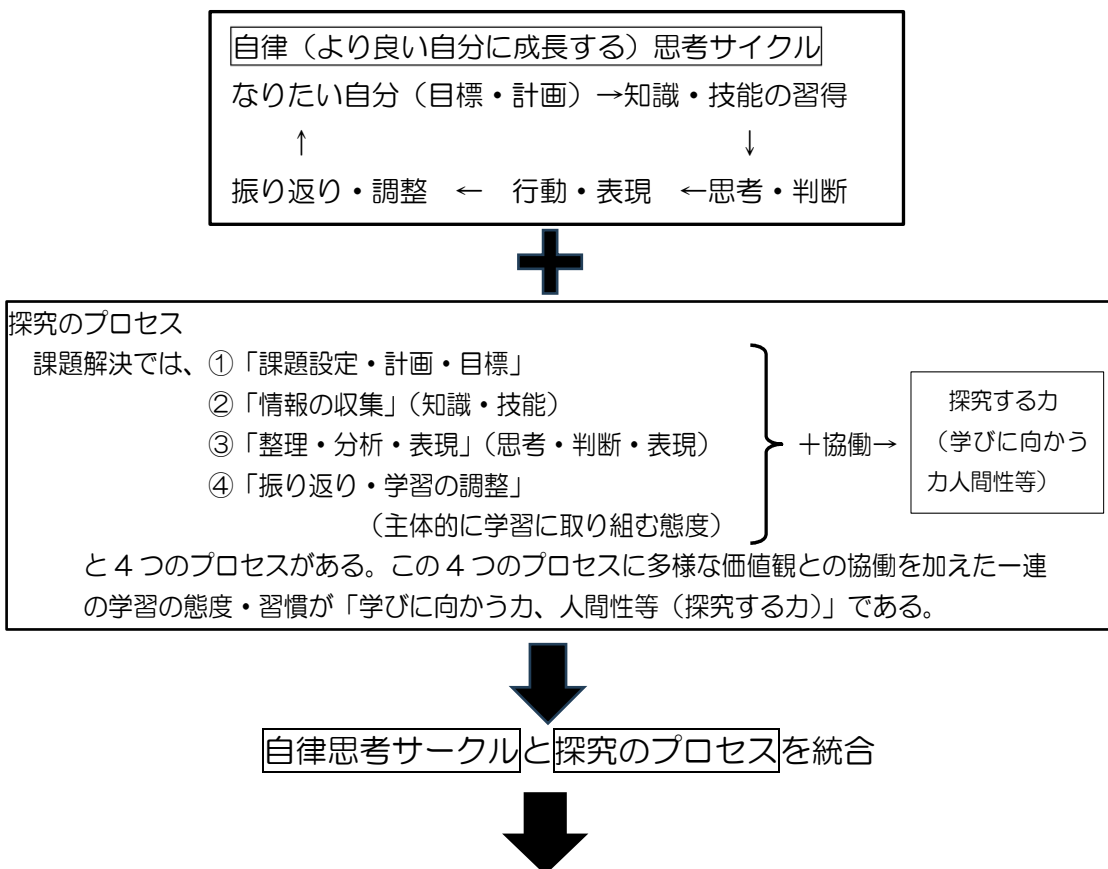 自律（より良い自分に成長する）思考サイクル
なりたい自分（目標・計画）→知識・技能の習得
↑ ↓
振り返り・調整 ← 行動・表現 ←思考・判断
探究のプロセス
課題解決では、①「課題設定・計画・目標」
②「情報の収集」（知識・技能）
③「整理・分析・表現」（思考・判断・表現）
④「振り返り・学習の調整」
（主体的に学習に取り組む態度）
＋協働→
探究する力
（学びに向かう
力人間性等）
と４つのプロセスがある。この４つのプロセスに多様な価値観との協働を加えた一連
の学習の態度・習慣が「学びに向かう力、人間性等（探究する力）」である。
自律思考サークルと探究のプロセスを統合